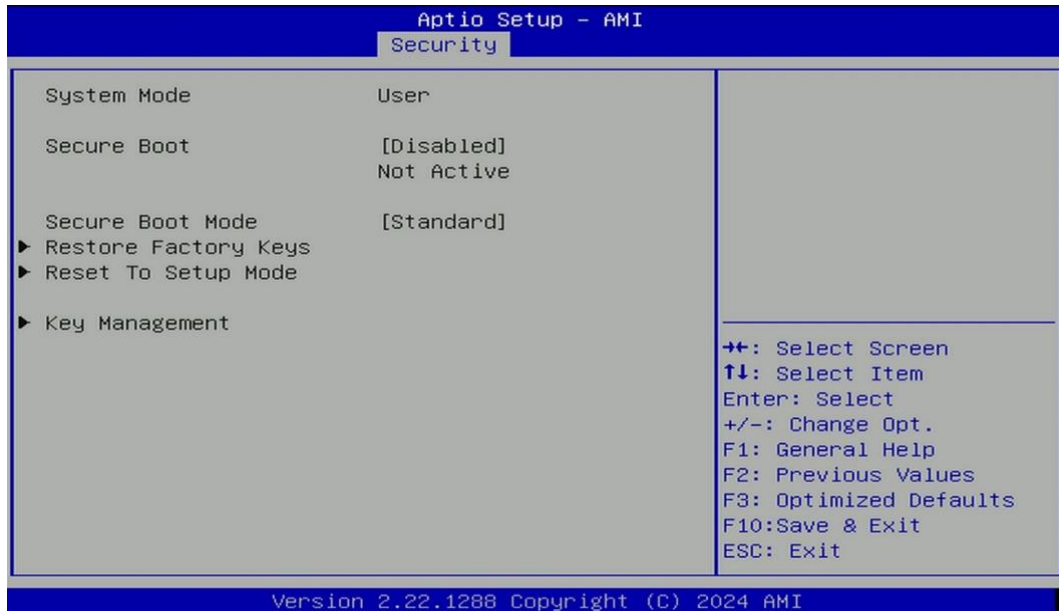 Aptio Setup – AMI
Security
System Mode User
Secure Boot [Disabled]
Not Active
Secure Boot Mode [Standard]
▶ Restore Factory Keys
▶ Reset To Setup Mode
▶ Key Management
→←: Select Screen
↑↓: Select Item
Enter: Select
+/-: Change Opt.
F1: General Help
F2: Previous Values
F3: Optimized Defaults
F10:Save & Exit
ESC: Exit
Version 2.22.1288 Copyright (C) 2024 AMI